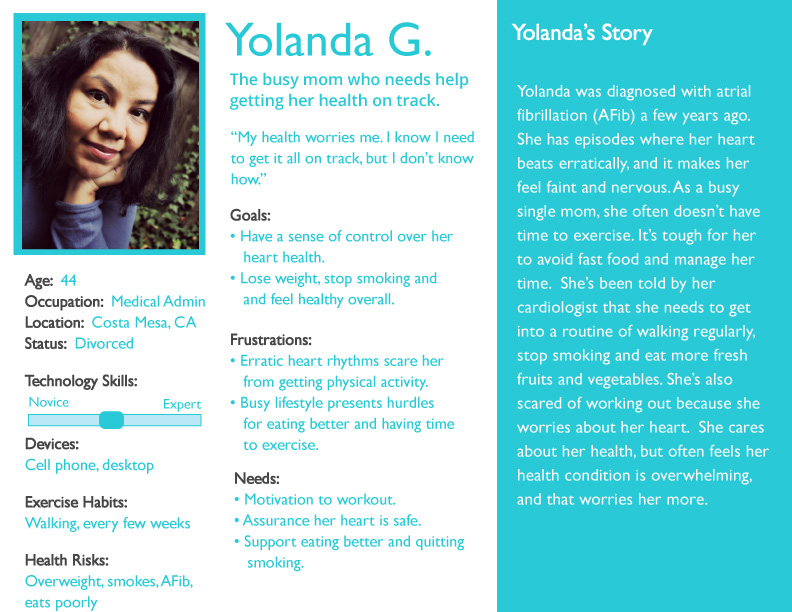 Yolanda G.
The busy mom who needs help
getting her health on track.
“My health worries me. I know I need
to get it all on track, but I don’t know
how.”
Goals:
• Have a sense of control over her
heart health.
• Lose weight, stop smoking and
and feel healthy overall.
Frustrations:
• Erratic heart rhythms scare her
from getting physical activity.
• Busy lifestyle presents hurdles
for eating better and having time
to exercise.
Needs:
• Motivation to workout.
• Assurance her heart is safe.
• Support eating better and quitting
smoking.
Age: 44
Occupation: Medical Admin
Location: Costa Mesa, CA
Status: Divorced
Technology Skills:
Novice Expert
Devices:
Cell phone, desktop
Exercise Habits:
Walking, every few weeks
Health Risks:
Overweight, smokes, AFib,
eats poorly
Yolanda’s Story
Yolanda was diagnosed with atrial
fibrillation (AFib) a few years ago.
She has episodes where her heart
beats erratically, and it makes her
feel faint and nervous. As a busy
single mom, she often doesn’t have
time to exercise. It’s tough for her
to avoid fast food and manage her
time. She’s been told by her
cardiologist that she needs to get
into a routine of walking regularly,
stop smoking and eat more fresh
fruits and vegetables. She’s also
scared of working out because she
worries about her heart. She cares
about her health, but often feels her
health condition is overwhelming,
and that worries her more.